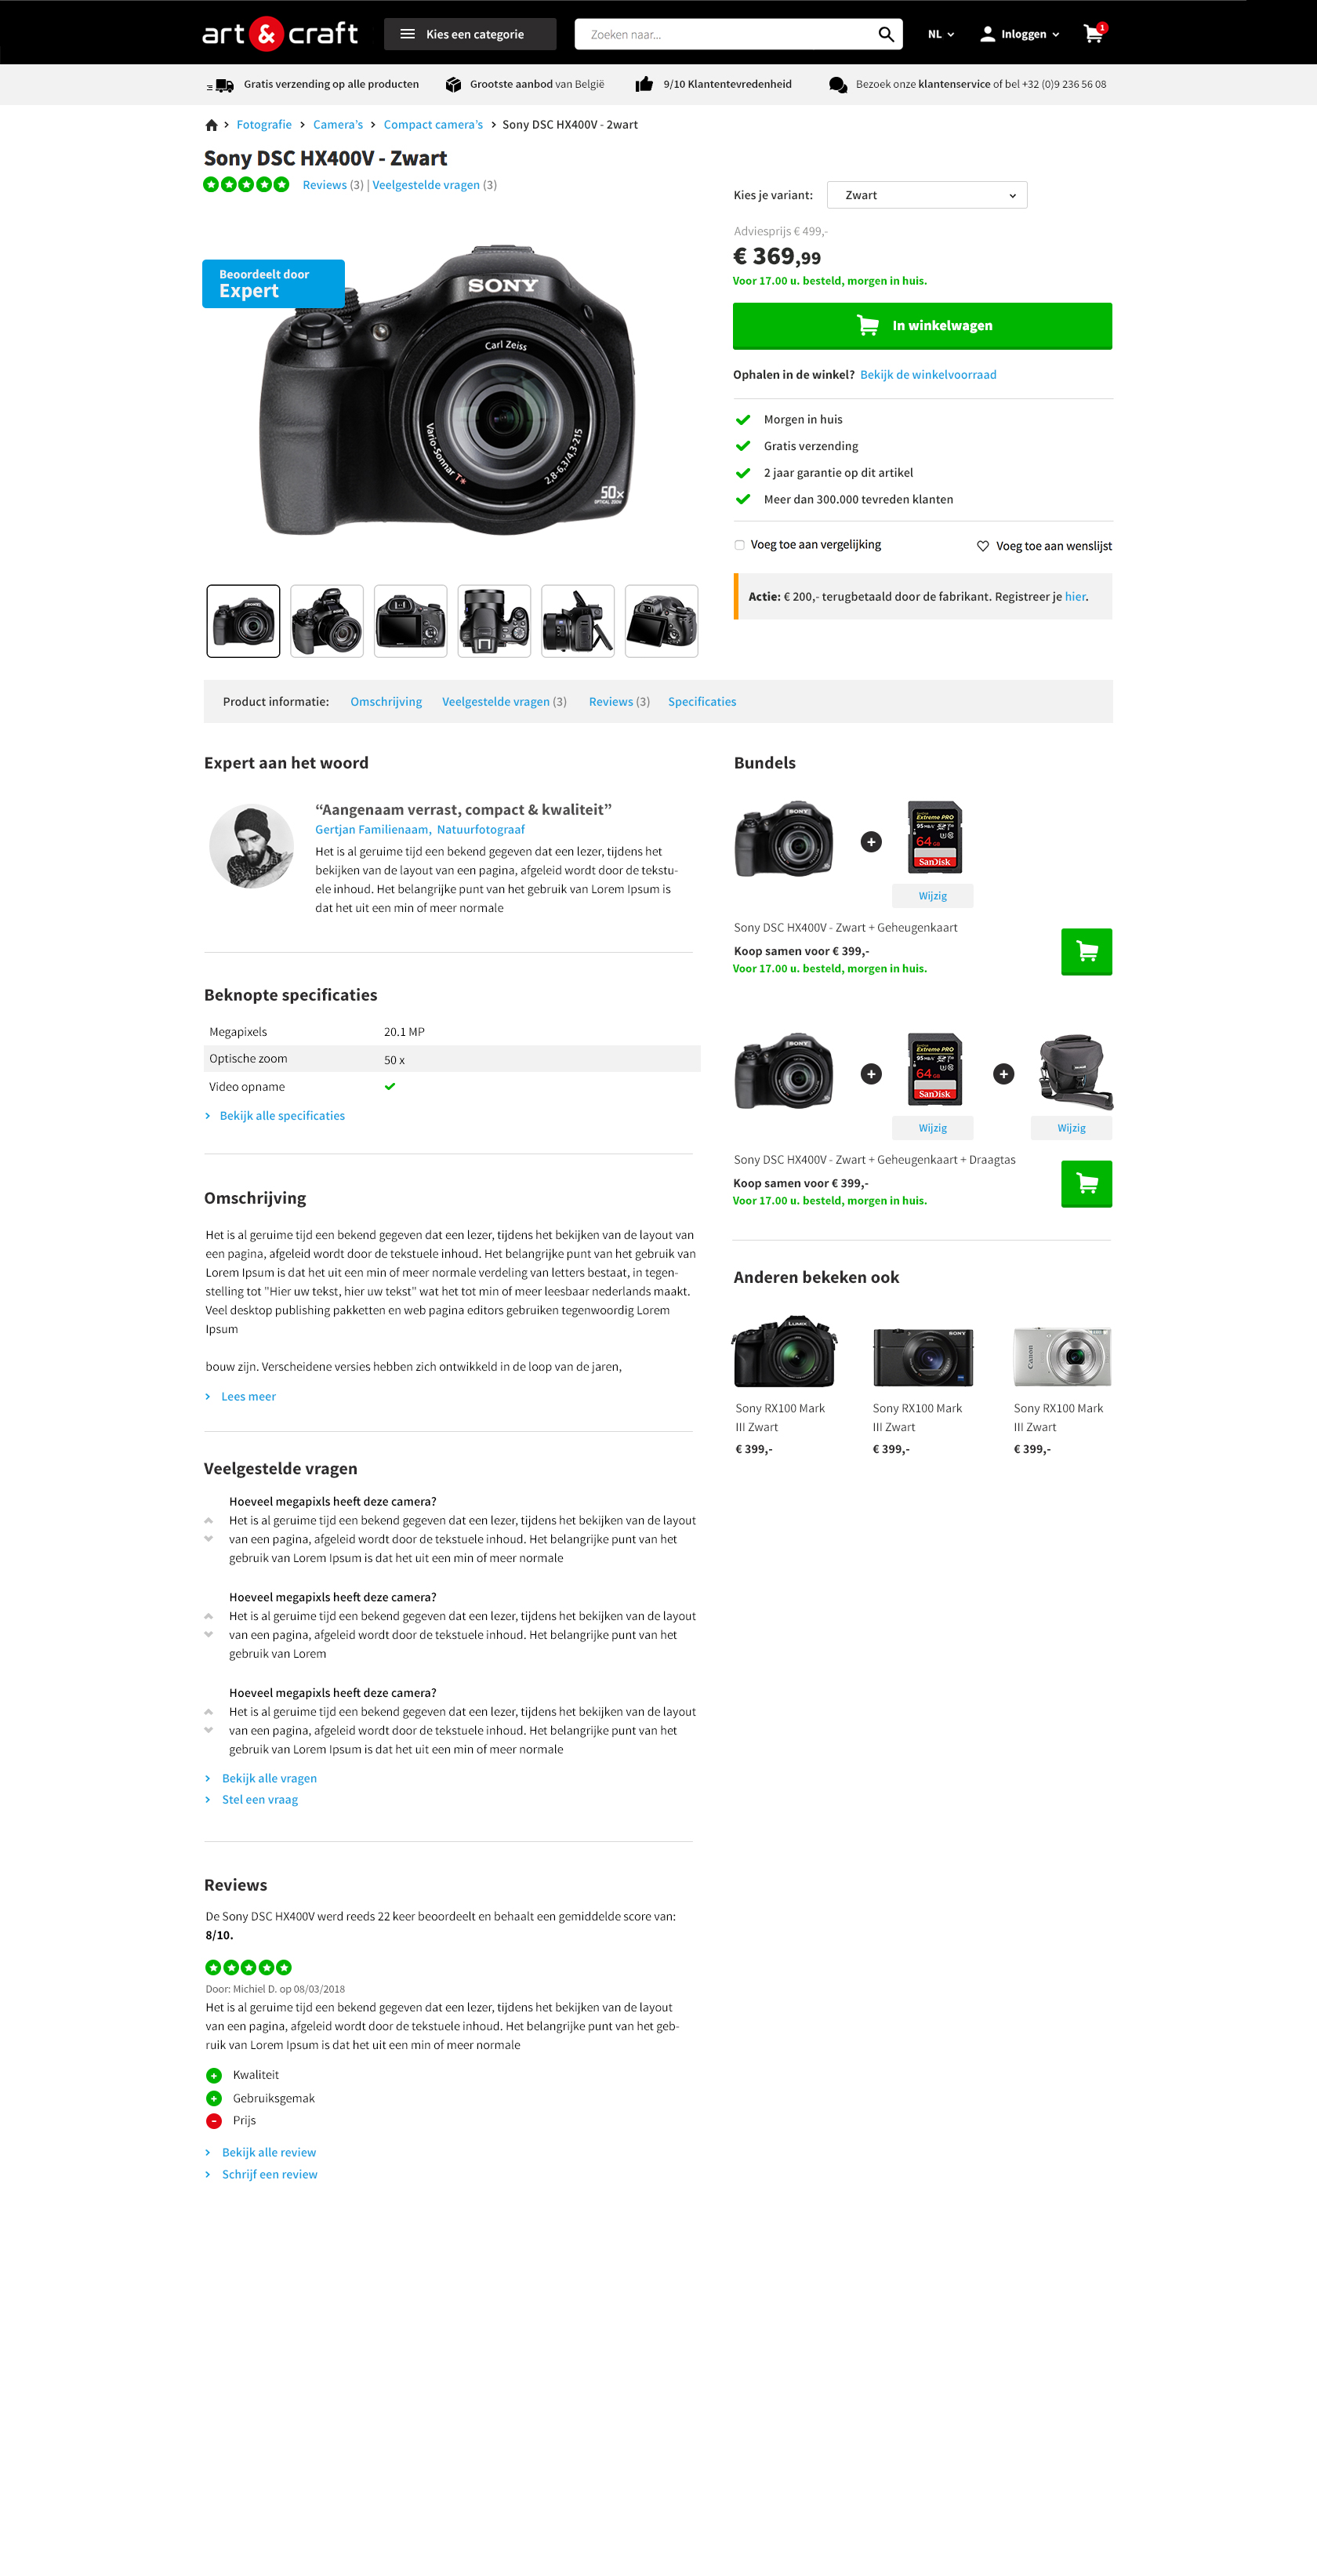 art & craft
Kies een categorie
Zoeken naar...
NL
Inloggen
1
Gratis verzending op alle producten
Grootste aanbod van België
9/10 Klantentevredenheid
Bezoek onze klantenservice of bel +32 (0)9 236 56 08
Fotografie > Camera's > Compact camera's > Sony DSC HX400V - 2wart
Sony DSC HX400V - Zwart
Reviews (3) | Veelgestelde vragen (3)
Beoordeelt door
Expert
SONY
Carl Zeiss
Vario-Sonnar T*
2,8-6,3/4,3-215
50x
OPTICAL ZOOM
Kies je variant:
Zwart
Adviesprijs € 499,-
€ 369,99
Voor 17.00 u. besteld, morgen in huis.
In winkelwagen
Ophalen in de winkel? Bekijk de winkelvoorraad
Morgen in huis
Gratis verzending
2 jaar garantie op dit artikel
Meer dan 300.000 tevreden klanten
Voeg toe aan vergelijking
Voeg toe aan wenslijst
Actie: € 200,- terugbetaald door de fabrikant. Registreer je hier.
Product informatie:
Omschrijving
Veelgestelde vragen (3)
Reviews (3)
Specificaties
Expert aan het woord
“Aangenaam verrast, compact & kwaliteit”
Gertjan Familienaam, Natuurfotograaf
Het is al geruime tijd een bekend gegeven dat een lezer, tijdens het
bekijken van de layout van een pagina, afgeleid wordt door de tekstu-
ele inhoud. Het belangrijke punt van het gebruik van Lorem Ipsum is
dat het uit een min of meer normale
Beknopte specificaties
Megapixels
20.1 MP
Optische zoom
50 x
Video opname
Bekijk alle specificaties
Omschrijving
Het is al geruime tijd een bekend gegeven dat een lezer, tijdens het bekijken van de layout van
een pagina, afgeleid wordt door de tekstuele inhoud. Het belangrijke punt van het gebruik van
Lorem Ipsum is dat het uit een min of meer normale verdeling van letters bestaat, in tegen-
stelling tot "Hier uw tekst, hier uw tekst" wat het tot min of meer leesbaar nederlands maakt.
Veel desktop publishing pakketten en web pagina editors gebruiken tegenwoordig Lorem
Ipsum
bouw zijn. Verscheidene versies hebben zich ontwikkeld in de loop van de jaren,
Lees meer
Veelgestelde vragen
Hoeveel megapixls heeft deze camera?
Het is al geruime tijd een bekend gegeven dat een lezer, tijdens het bekijken van de layout
van een pagina, afgeleid wordt door de tekstuele inhoud. Het belangrijke punt van het
gebruik van Lorem Ipsum is dat het uit een min of meer normale
Hoeveel megapixls heeft deze camera?
Het is al geruime tijd een bekend gegeven dat een lezer, tijdens het bekijken van de layout
van een pagina, afgeleid wordt door de tekstuele inhoud. Het belangrijke punt van het
gebruik van Lorem
Hoeveel megapixls heeft deze camera?
Het is al geruime tijd een bekend gegeven dat een lezer, tijdens het bekijken van de layout
van een pagina, afgeleid wordt door de tekstuele inhoud. Het belangrijke punt van het
gebruik van Lorem Ipsum is dat het uit een min of meer normale
Bekijk alle vragen
Stel een vraag
Reviews
De Sony DSC HX400V werd reeds 22 keer beoordeelt en behaalt een gemiddelde score van:
8/10.
Door: Michiel D. op 08/03/2018
Het is al geruime tijd een bekend gegeven dat een lezer, tijdens het bekijken van de layout
van een pagina, afgeleid wordt door de tekstuele inhoud. Het belangrijke punt van het geb-
ruik van Lorem Ipsum is dat het uit een min of meer normale
Kwaliteit
Gebruiksgemak
Prijs
Bekijk alle review
Schrijf een review
Bundels
SONY
SanDisk
Extreme PRO
95 MB/s
64 GB
SanDisk
Wijzig
Sony DSC HX400V - Zwart + Geheugenkaart
Koop samen voor € 399,-
Voor 17.00 u. besteld, morgen in huis.
SONY
SanDisk
Extreme PRO
95 MB/s
64 GB
SanDisk
Wijzig
Wijzig
Sony DSC HX400V - Zwart + Geheugenkaart + Draagtas
Koop samen voor € 399,-
Voor 17.00 u. besteld, morgen in huis.
Anderen bekeken ook
LUMIX
SONY
Canon
Sony RX100 Mark
III Zwart
€ 399,-
Sony RX100 Mark
III Zwart
€ 399,-
Sony RX100 Mark
III Zwart
€ 399,-